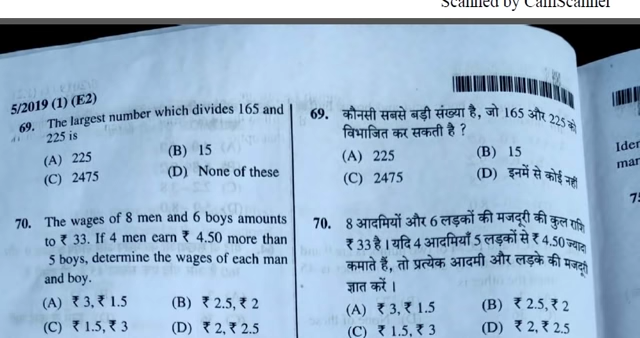 Scanned by CamScanner
5/2019 (1) (E2)
69. The largest number which divides 165 and
225 is
(A) 225 (B) 15
(C) 2475 (D) None of these
70. The wages of 8 men and 6 boys amounts
to ₹ 33. If 4 men earn ₹ 4.50 more than
5 boys, determine the wages of each man
and boy.
(A) ₹ 3, ₹ 1.5 (B) ₹ 2.5, ₹ 2
(C) ₹ 1.5, ₹ 3 (D) ₹ 2, ₹ 2.5
69. कौनसी सबसे बड़ी संख्या है, जो 165 और 225 को
विभाजित कर सकती है ?
(A) 225 (B) 15
(C) 2475 (D) इनमें से कोई नहीं
70. 8 आदमियों और 6 लड़कों की मजदूरी की कुल राशि
₹ 33 है । यदि 4 आदमियाँ 5 लड़कों से ₹ 4.50 ज्यादा
कमाते हैं, तो प्रत्येक आदमी और लड़के की मजदूरी
ज्ञात करें ।
(A) ₹ 3, ₹ 1.5 (B) ₹ 2.5, ₹ 2
(C) ₹ 1.5, ₹ 3 (D) ₹ 2, ₹ 2.5